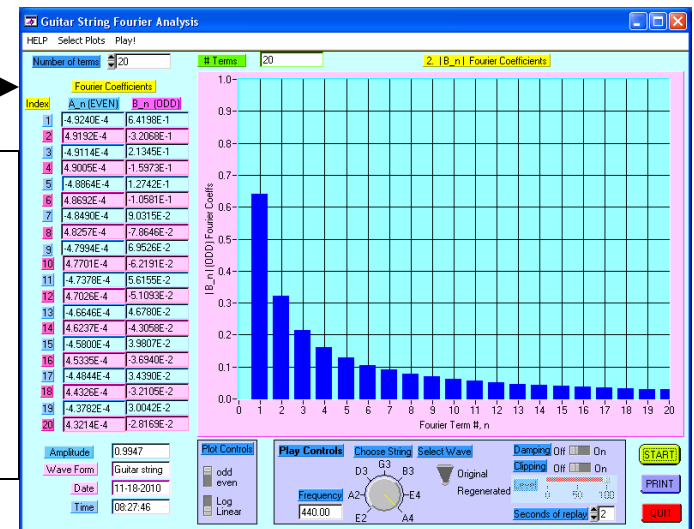 Guitar String Fourier Analysis
HELP Select Plots Play!
Number of terms 20 # Terms 20 2. |B_n| Fourier Coefficients
Fourier Coefficients
Index A_n (EVEN) B_n (ODD)
1 -4.9240E-4 6.4198E-1
2 4.9192E-4 -3.2068E-1
3 -4.9114E-4 2.1345E-1
4 4.9005E-4 -1.5973E-1
5 -4.8864E-4 1.2742E-1
6 4.8692E-4 -1.0581E-1
7 -4.8490E-4 9.0315E-2
8 4.8257E-4 -7.8646E-2
9 -4.7994E-4 6.9526E-2
10 4.7701E-4 -6.2191E-2
11 -4.7378E-4 5.6155E-2
12 4.7026E-4 -5.1093E-2
13 -4.6646E-4 4.6780E-2
14 4.6237E-4 -4.3058E-2
15 -4.5800E-4 3.9807E-2
16 4.5335E-4 -3.6940E-2
17 -4.4844E-4 3.4390E-2
18 4.4326E-4 -3.2105E-2
19 -4.3782E-4 3.0042E-2
20 4.3214E-4 -2.8169E-2
1.0
0.9
0.8
0.7
0.6
0.5
0.4
0.3
0.2
0.1
0.0
|B_n| (ODD) Fourier Coeffs
0 1 2 3 4 5 6 7 8 9 10 11 12 13 14 15 16 17 18 19 20
Fourier Term #, n
Amplitude 0.9947
Wave Form Guitar string
Date 11-18-2010
Time 08:27:46
Plot Controls
odd
even
Log
Linear
Play Controls Choose String Select Wave
Frequency
440.00
D3 G3 B3
A2 E4
E2 A4
Original
Regenerated
Damping Off On
Clipping Off On
Level
0 50 100
Seconds of replay 2
START
PRINT
QUIT